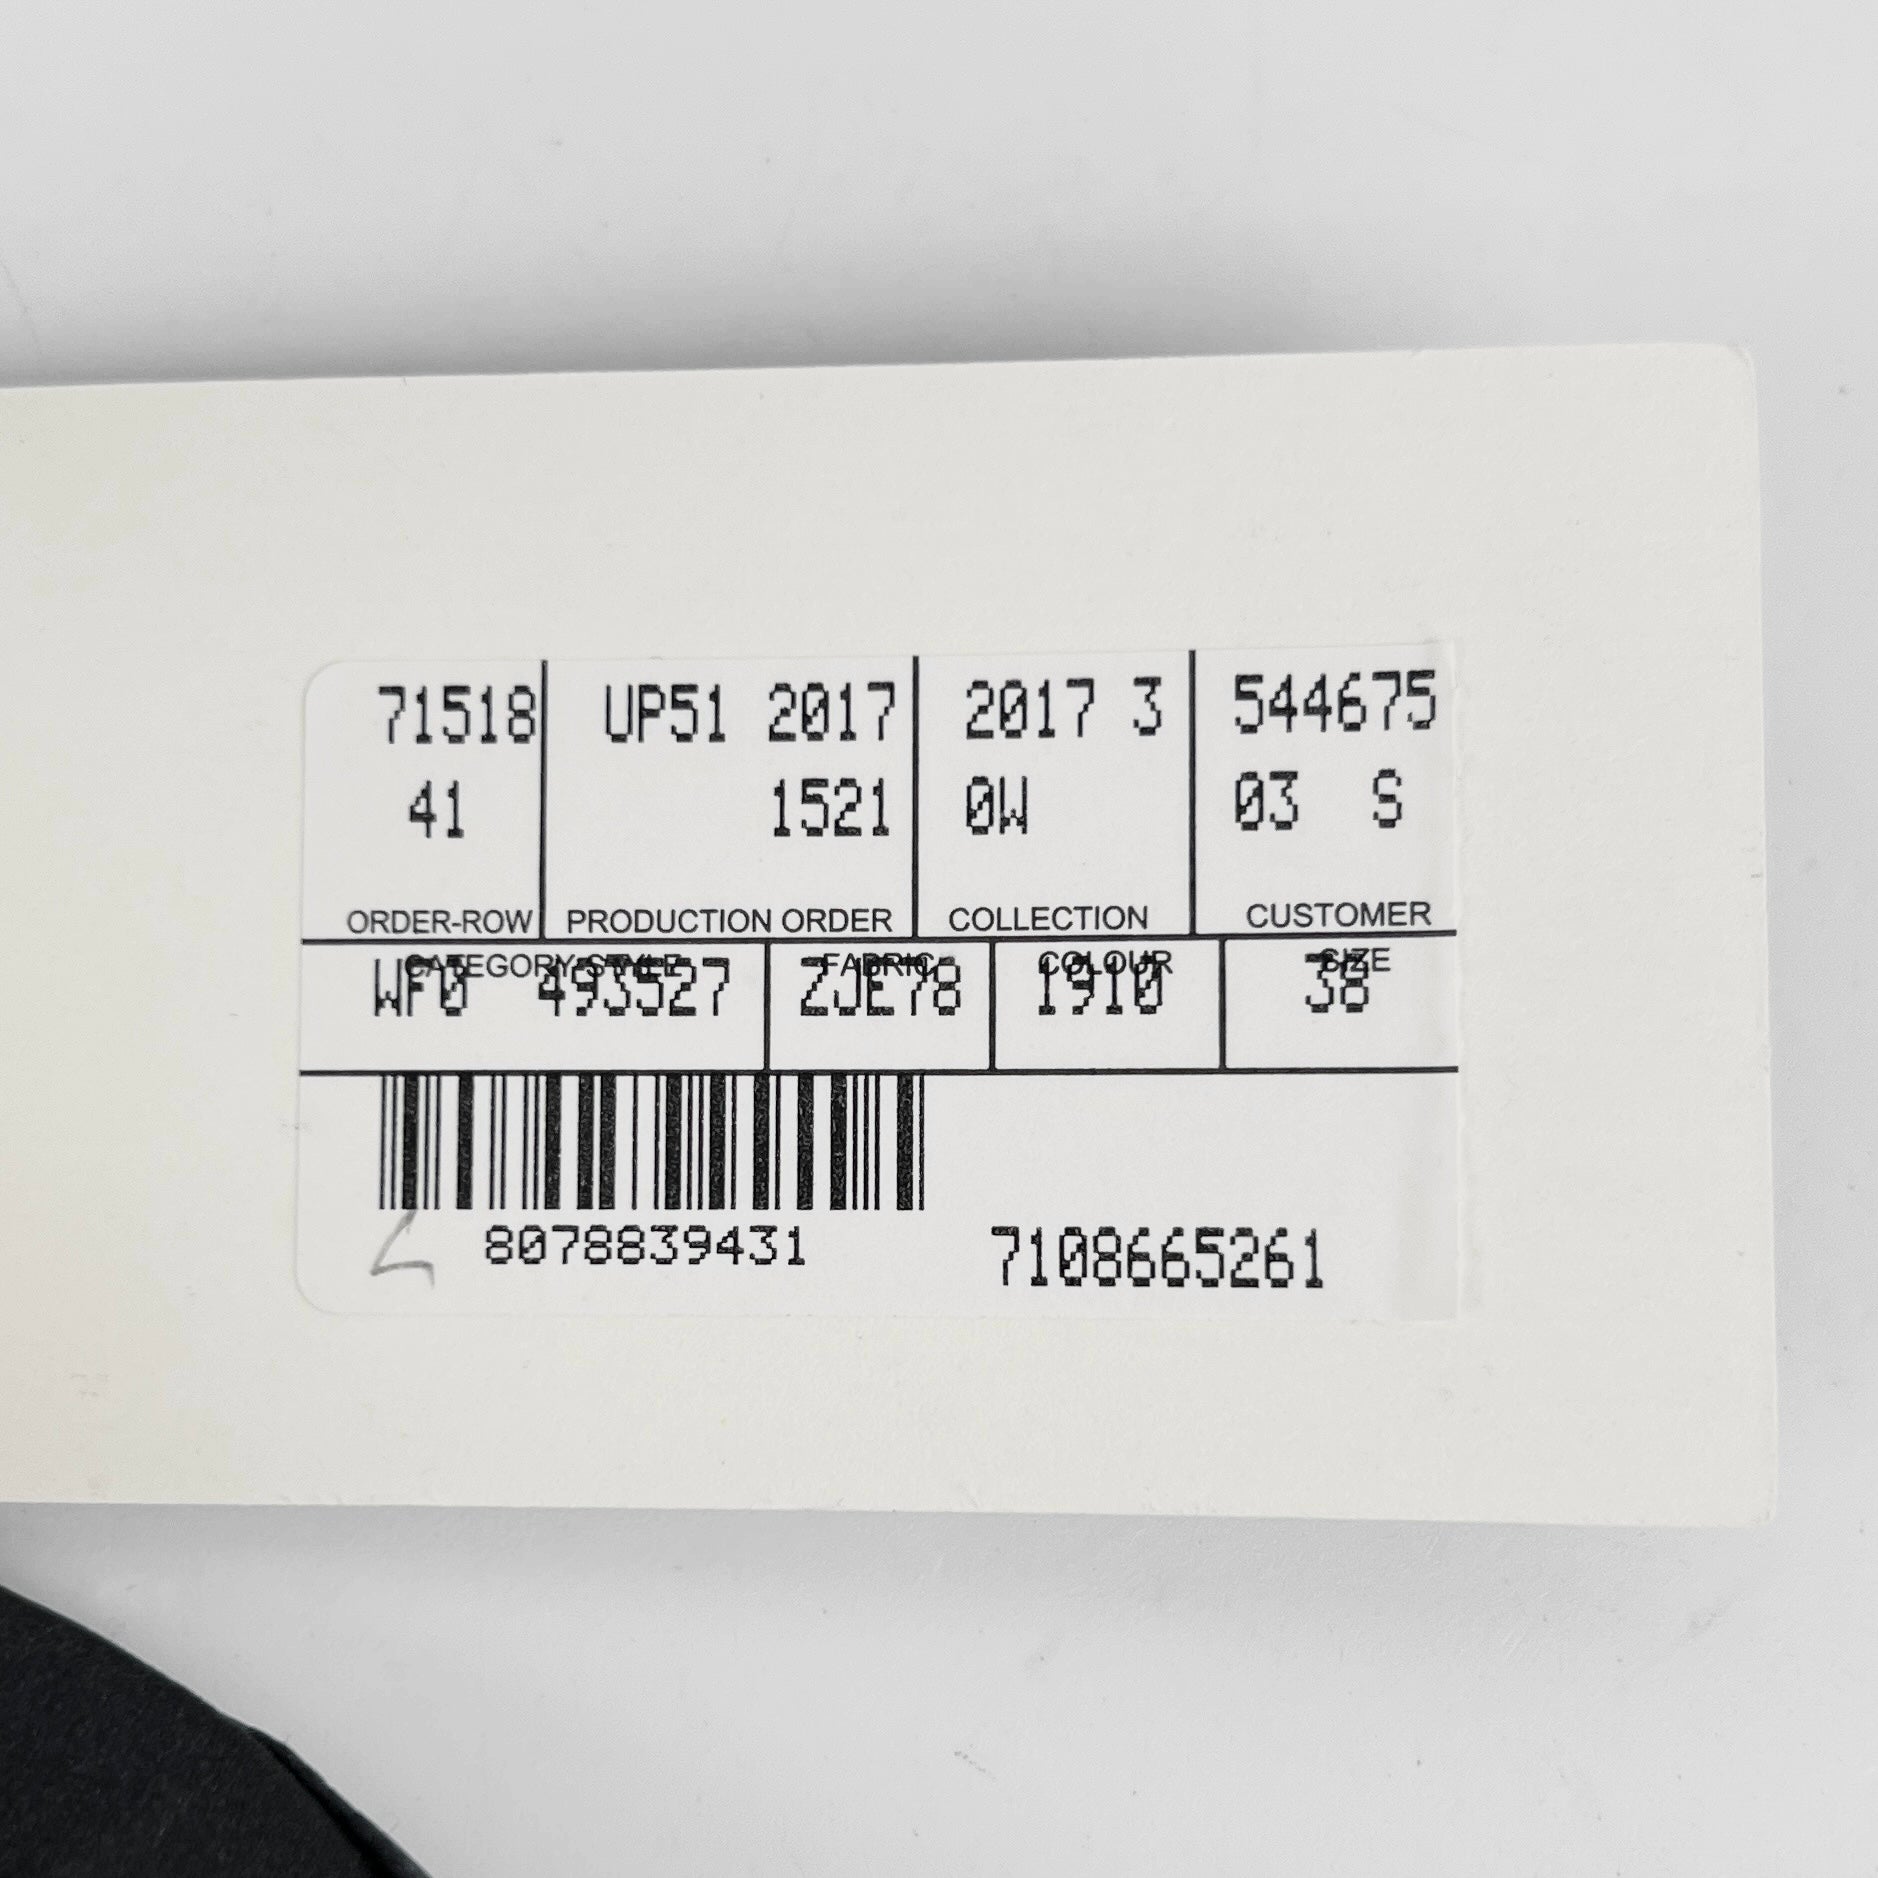 71518 UP51 2017 2017 3 544675
41 1521 0W 03 S
ORDER-ROW PRODUCTION ORDER COLLECTION CUSTOMER
CATEGORY-STYLE FABRIC COLOUR SIZE
WF0 493527 ZJE78 1910 38
8078839431 7108665261